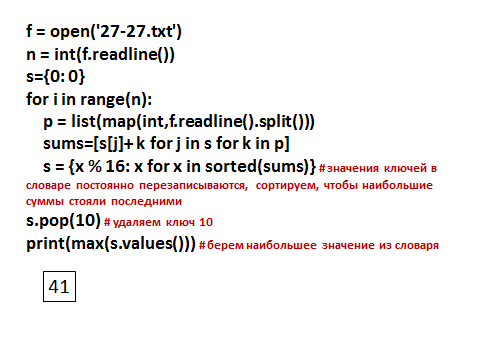 f = open('27-27.txt')
n = int(f.readline())
s={0: 0}
for i in range(n):
p = list(map(int,f.readline().split()))
sums=[s[j]+ k for j in s for k in p]
s = {x % 16: x for x in sorted(sums)} # значения ключей в
словаре постоянно перезаписываются, сортируем, чтобы наибольшие
суммы стояли последними
s.pop(10) # удаляем ключ 10
print(max(s.values())) # берем наибольшее значение из словаря
41